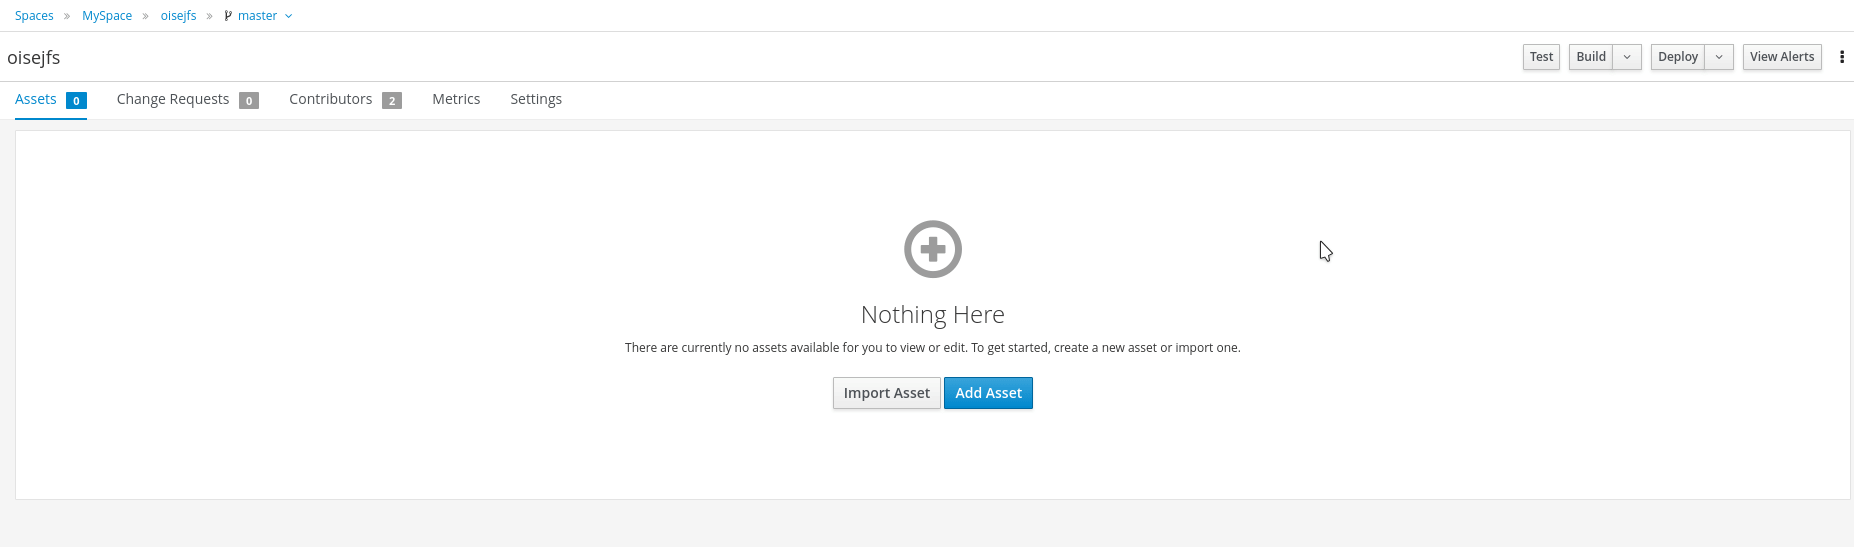 Spaces » MySpace » oisejfs » master
oisejfs
Test Build Deploy View Alerts
Assets 0 Change Requests 0 Contributors 2 Metrics Settings
Nothing Here
There are currently no assets available for you to view or edit. To get started, create a new asset or import one.
Import Asset Add Asset